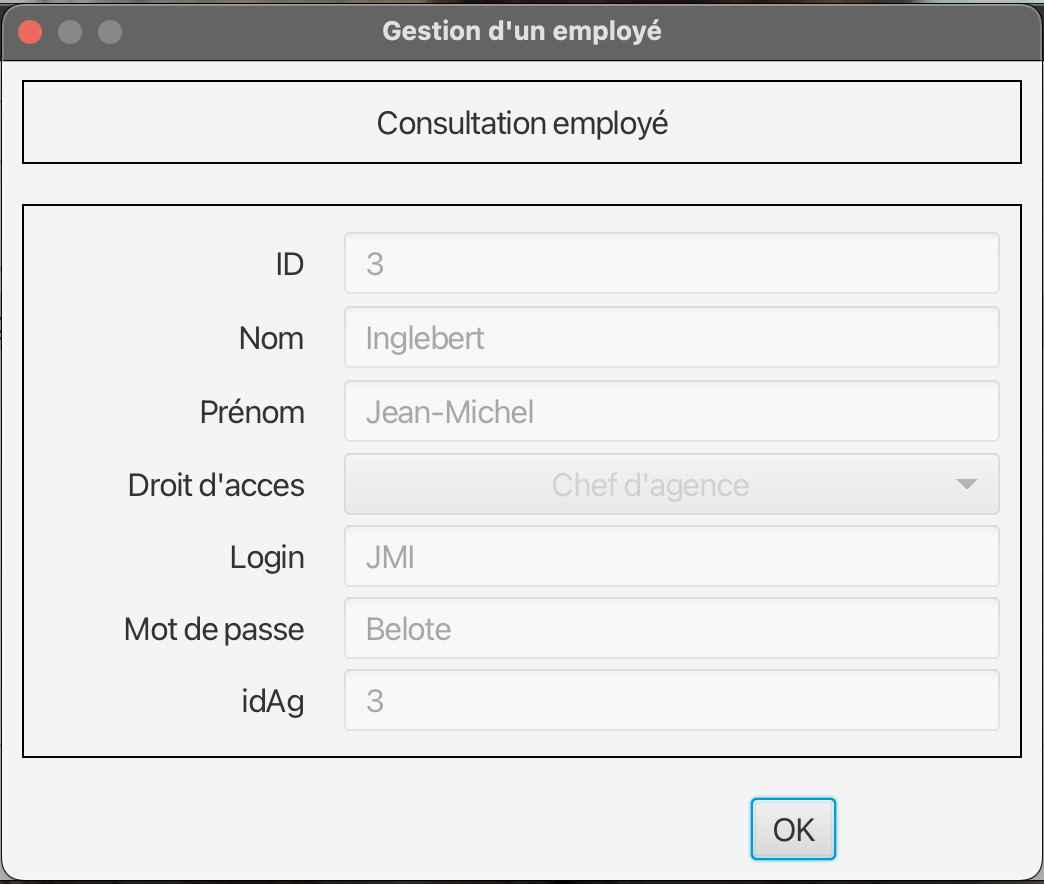 Gestion d'un employé
Consultation employé
ID 3
Nom Inglebert
Prénom Jean-Michel
Droit d'acces Chef d'agence
Login JMI
Mot de passe Belote
idAg 3
OK